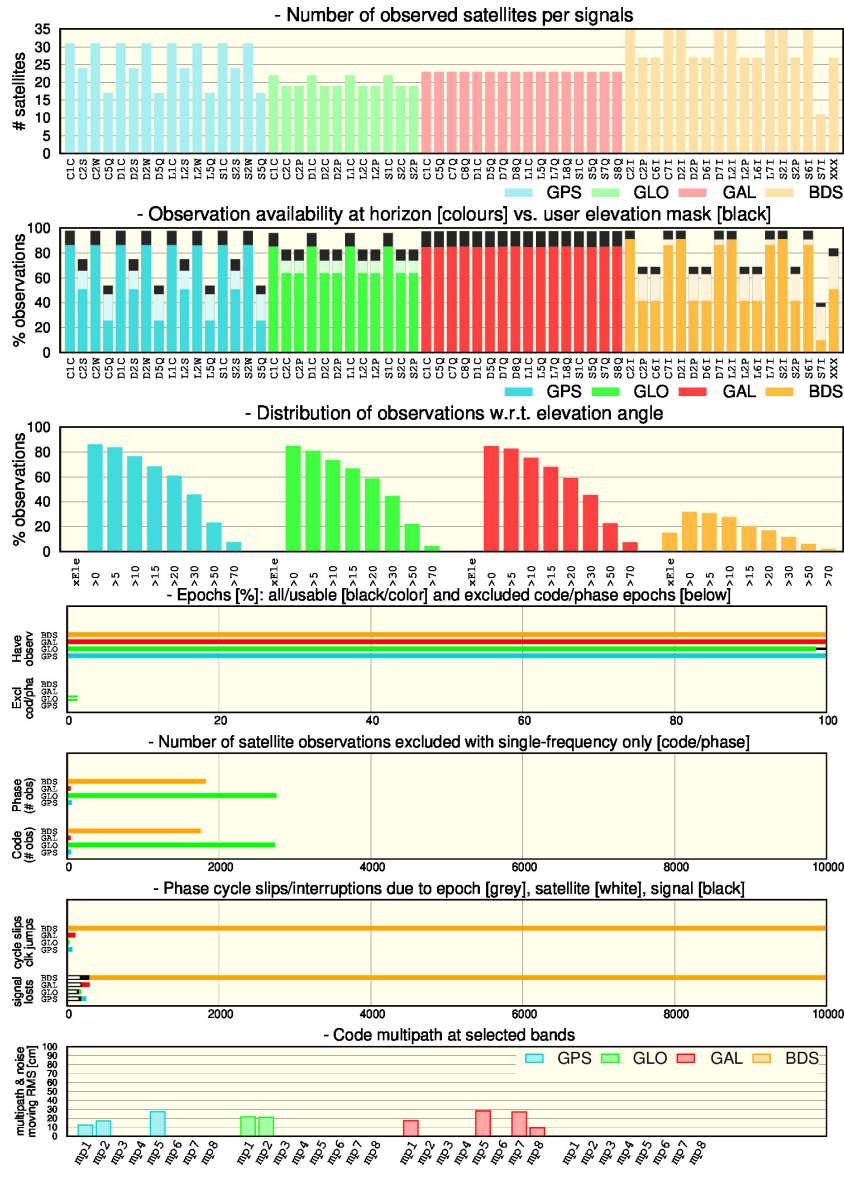 - Number of observed satellites per signals
# satellites
35
30
25
20
15
10
5
0
C1C C2S C2W C5Q D1C D2S D2W D5Q L1C L2S L2W L5Q S1C S2S S2W S5Q C1C C2C C2P D1C D2C D2P L1C L2C L2P S1C S2C S2P C1C C5Q C7Q C8Q D1C D5Q D7Q D8Q L1C L5Q L7Q L8Q S1C S5Q S7Q S8Q C2I C2P C6I C7I D2I D2P D6I D7I L2I L2P L6I L7I S2I S2P S6I S7I XXX
GPS GLO GAL BDS
- Observation availability at horizon [colours] vs. user elevation mask [black]
% observations
100
80
60
40
20
0
C1C C2S C2W C5Q D1C D2S D2W D5Q L1C L2S L2W L5Q S1C S2S S2W S5Q C1C C2C C2P D1C D2C D2P L1C L2C L2P S1C S2C S2P C1C C5Q C7Q C8Q D1C D5Q D7Q D8Q L1C L5Q L7Q L8Q S1C S5Q S7Q S8Q C2I C2P C6I C7I D2I D2P D6I D7I L2I L2P L6I L7I S2I S2P S6I S7I XXX
GPS GLO GAL BDS
- Distribution of observations w.r.t. elevation angle
% observations
100
80
60
40
20
0
xEle >0 >5 >10 >15 >20 >30 >50 >70 xEle >0 >5 >10 >15 >20 >30 >50 >70 xEle >0 >5 >10 >15 >20 >30 >50 >70 xEle >0 >5 >10 >15 >20 >30 >50 >70
- Epochs [%]: all/usable [black/color] and excluded code/phase epochs [below]
Have
observ
BDS
GAL
GLO
GPS
Excl
cod/pha
BDS
GAL
GLO
GPS
0 20 40 60 80 100
- Number of satellite observations excluded with single-frequency only [code/phase]
Phase
(# obs)
BDS
GAL
GLO
GPS
Code
(# obs)
BDS
GAL
GLO
GPS
0 2000 4000 6000 8000 10000
- Phase cycle slips/interruptions due to epoch [grey], satellite [white], signal [black]
cycle slips
clk jumps
BDS
GAL
GLO
GPS
signal
losts
BDS
GAL
GLO
GPS
0 2000 4000 6000 8000 10000
- Code multipath at selected bands
multipath & noise
moving RMS [cm]
100
90
80
70
60
50
40
30
20
10
0
GPS GLO GAL BDS
mp1 mp2 mp3 mp4 mp5 mp6 mp7 mp8 mp1 mp2 mp3 mp4 mp5 mp6 mp7 mp8 mp1 mp2 mp3 mp4 mp5 mp6 mp7 mp8 mp1 mp2 mp3 mp4 mp5 mp6 mp7 mp8